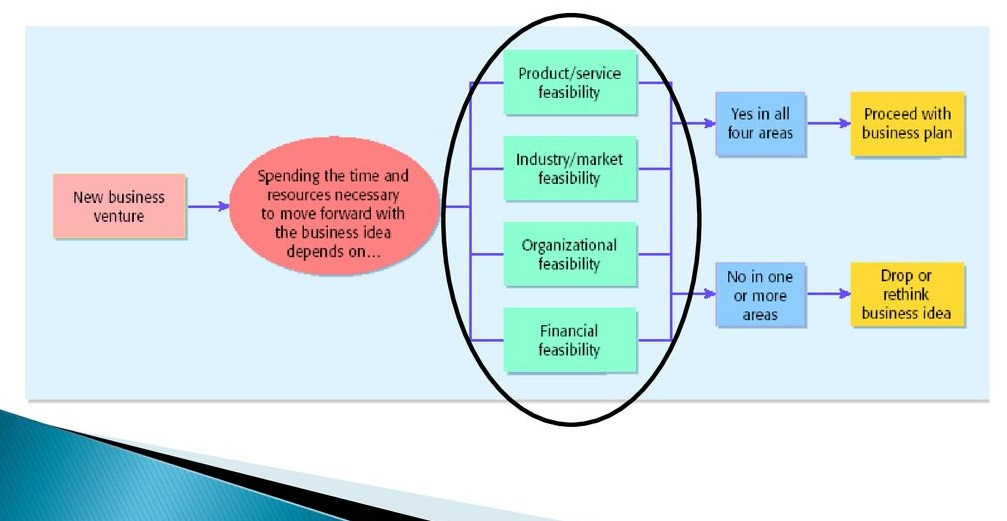 New business
venture
Spending the time and
resources necessary
to move forward with
the business idea
depends on...
Product/service
feasibility
Industry/market
feasibility
Organizational
feasibility
Financial
feasibility
Yes in all
four areas
Proceed with
business plan
No in one
or more
areas
Drop or
rethink
business idea